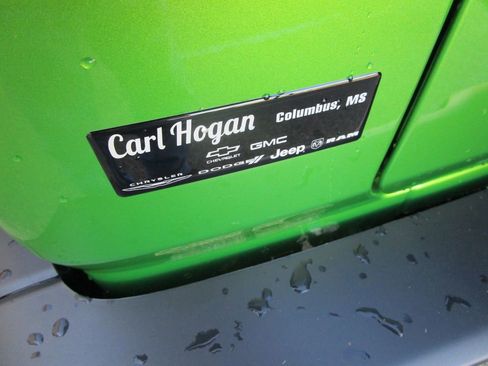 Carl Hogan Columbus, MS
CHEVROLET GMC
CHRYSLER DODGE Jeep RAM